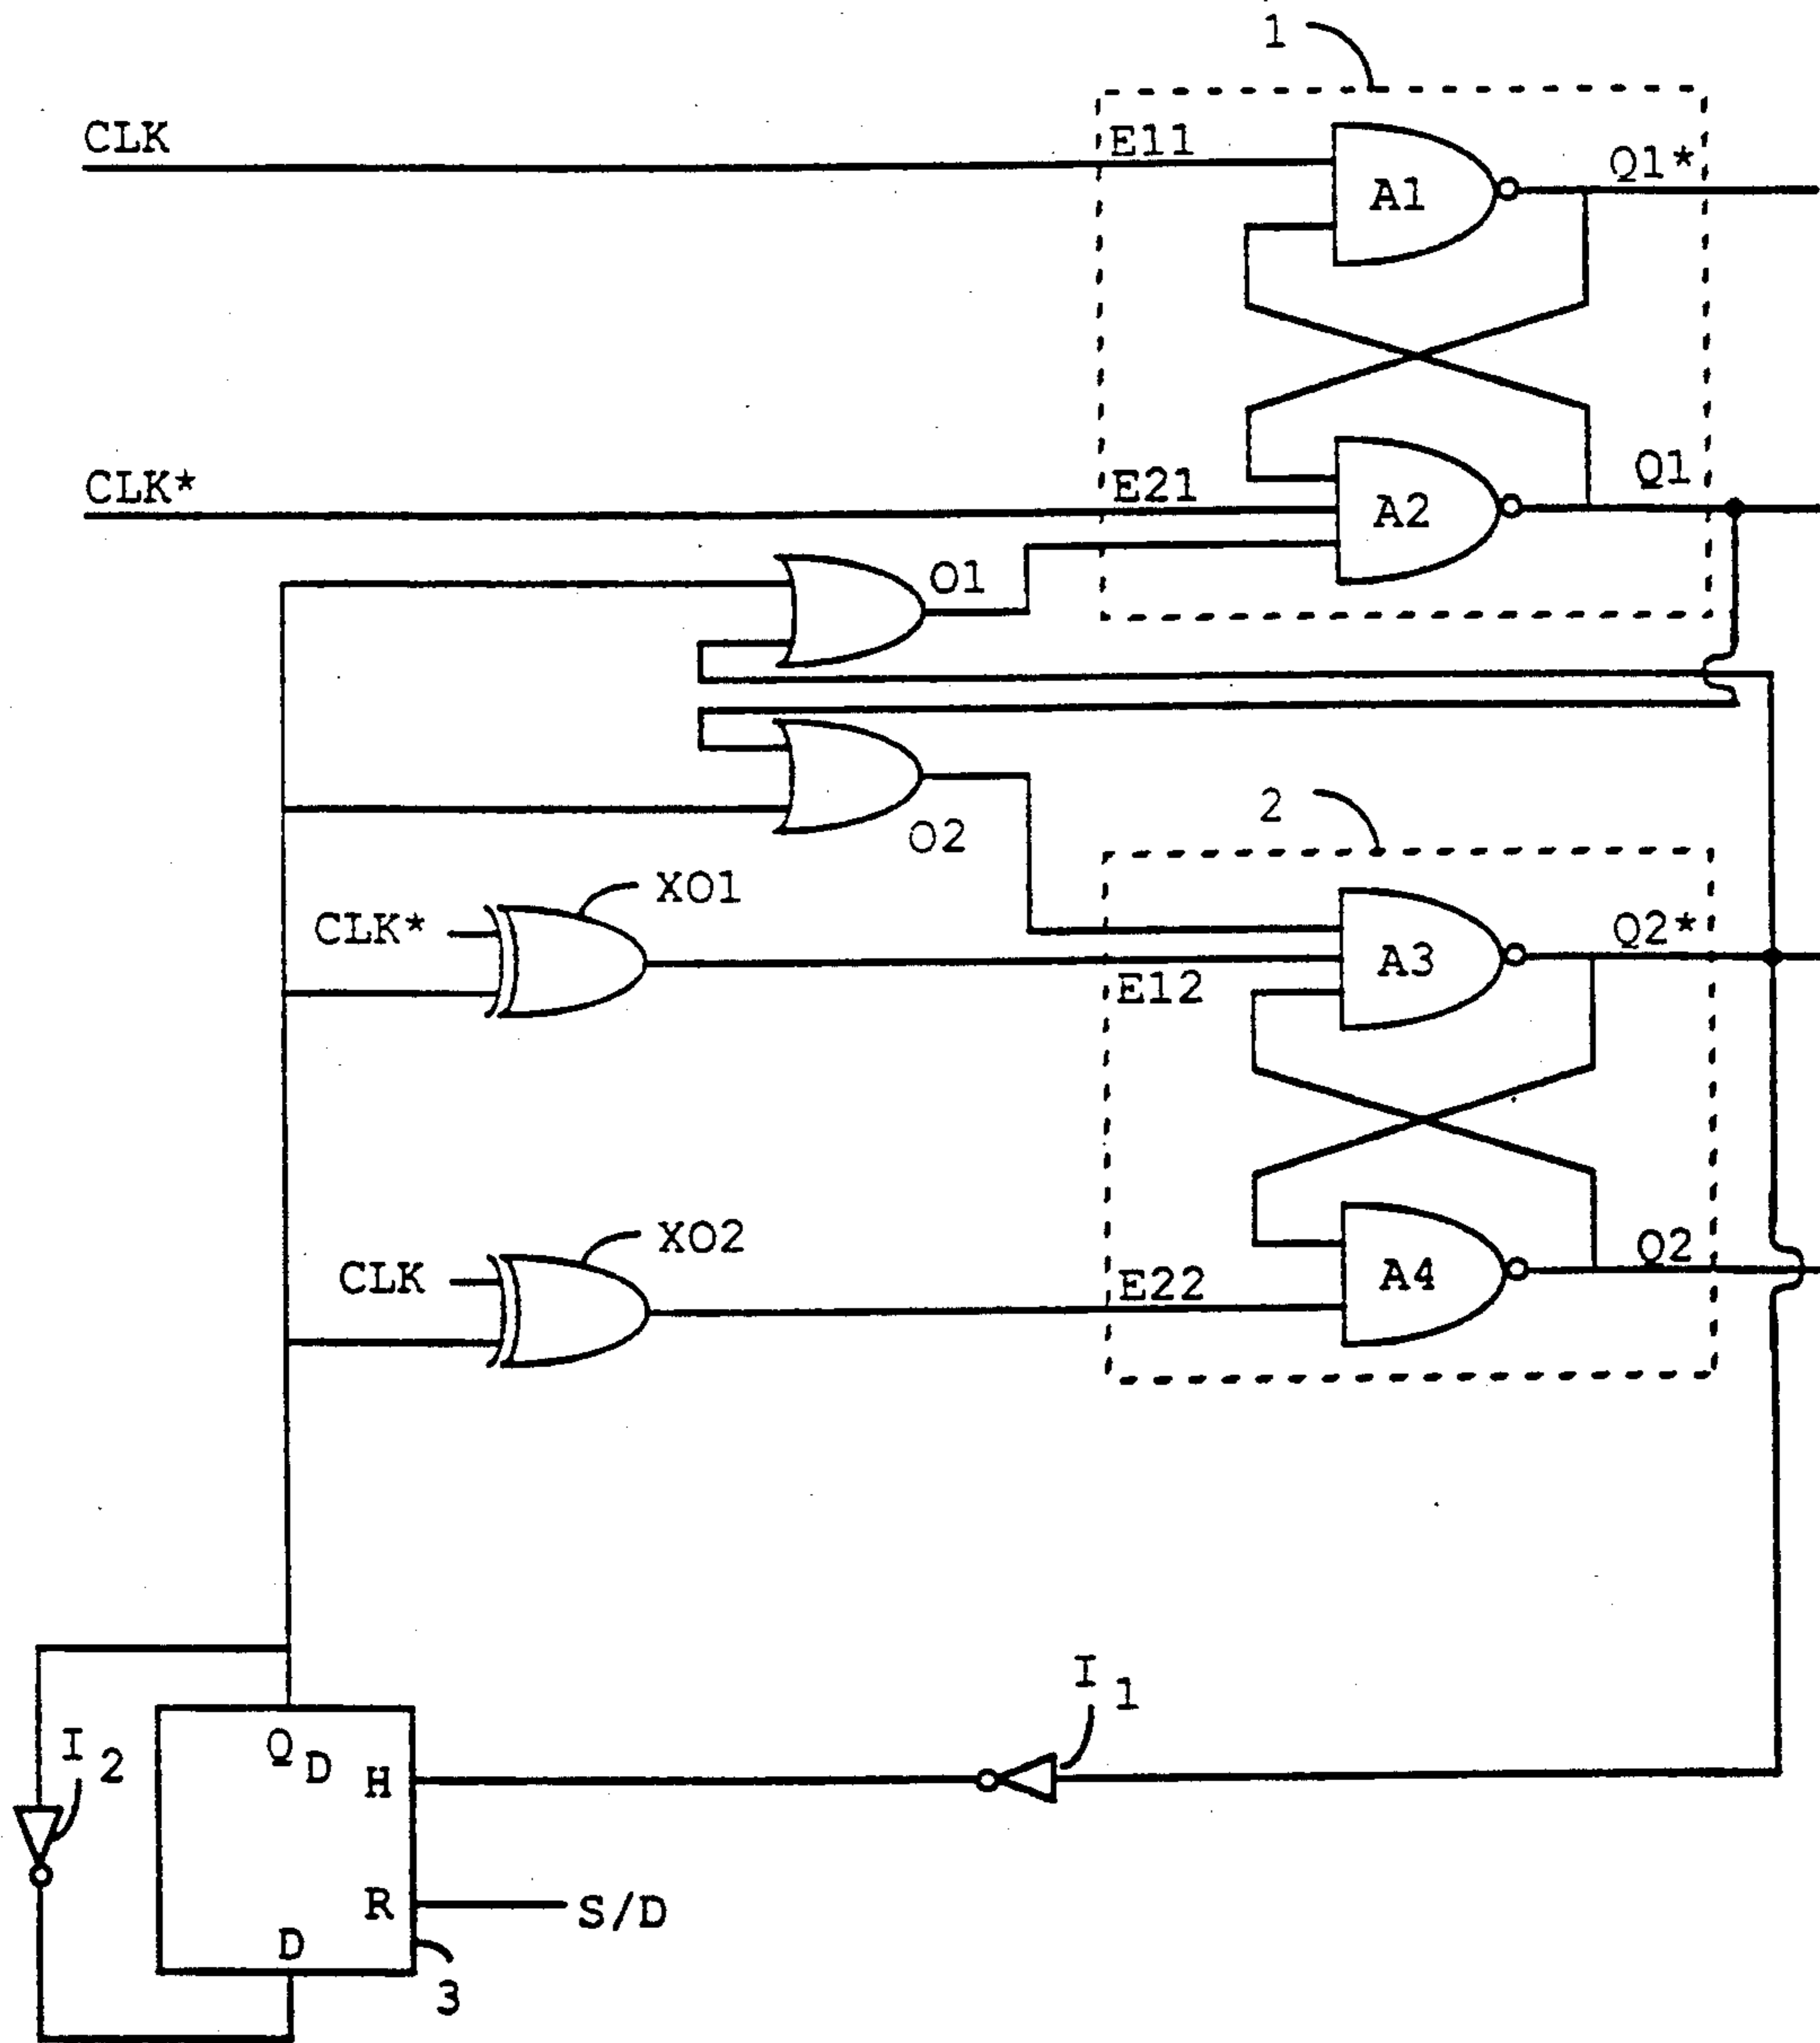 1
CLK
E11
A1
Q1*
CLK*
E21
A2
Q1
O1
O2
2
XO1
CLK*
E12
A3
Q2*
XO2
CLK
E22
A4
Q2
I1
I2
QD
H
R
S/D
D
3